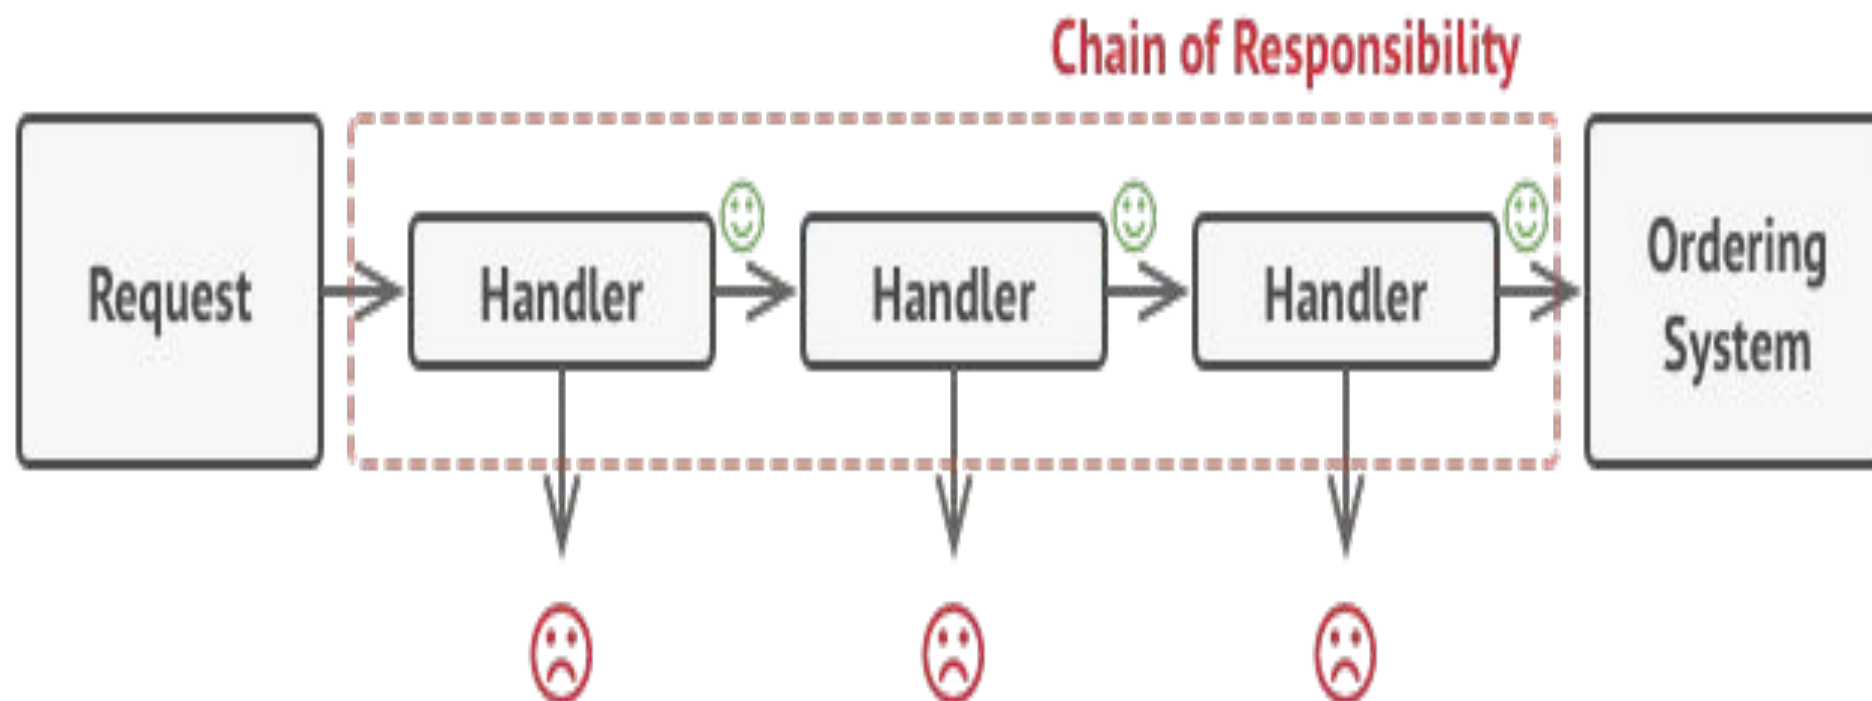 Chain of Responsibility
Request
Handler
Handler
Handler
Ordering
System